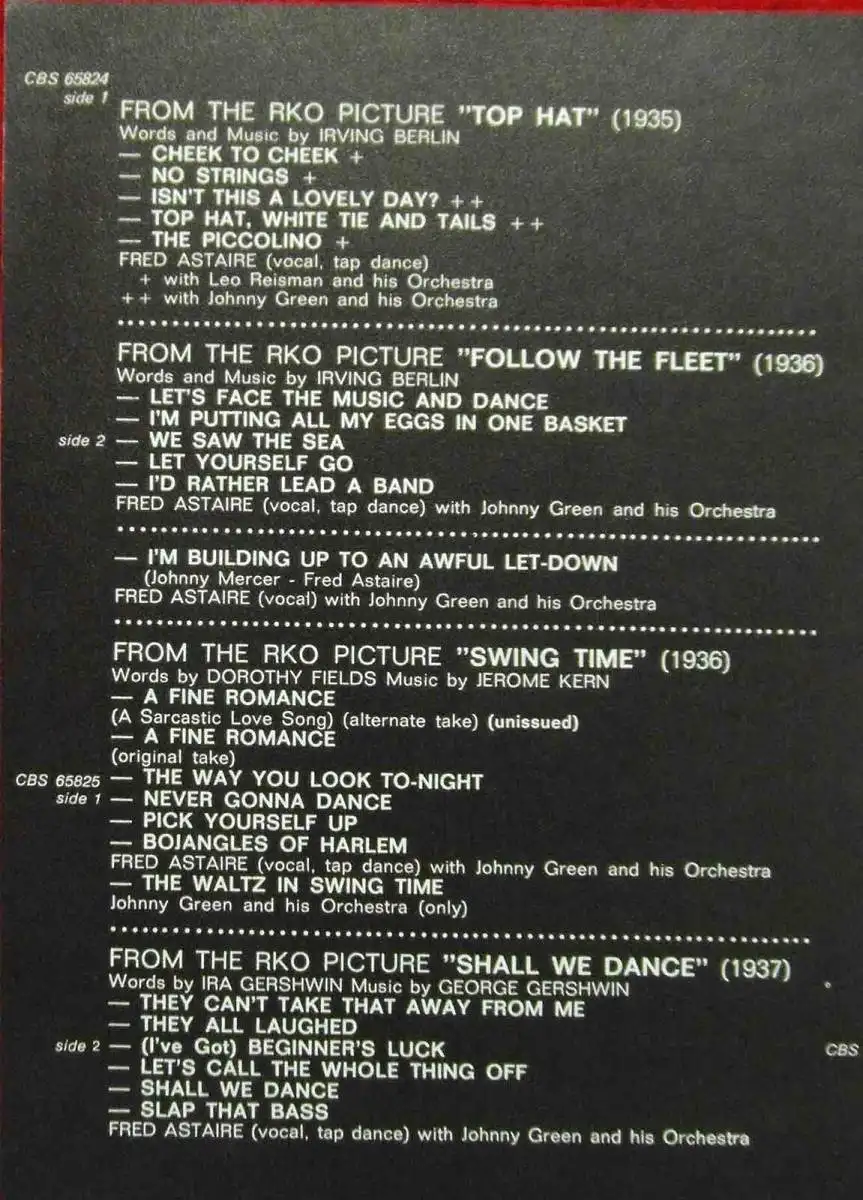 CBS 65824
side 1
FROM THE RKO PICTURE "TOP HAT" (1935)
Words and Music by IRVING BERLIN
— CHEEK TO CHEEK +
— NO STRINGS +
— ISN'T THIS A LOVELY DAY? + +
— TOP HAT, WHITE TIE AND TAILS + +
— THE PICCOLINO +
FRED ASTAIRE (vocal, tap dance)
+ with Leo Reisman and his Orchestra
+ + with Johnny Green and his Orchestra
FROM THE RKO PICTURE "FOLLOW THE FLEET" (1936)
Words and Music by IRVING BERLIN
— LET'S FACE THE MUSIC AND DANCE
— I'M PUTTING ALL MY EGGS IN ONE BASKET
side 2 — WE SAW THE SEA
— LET YOURSELF GO
— I'D RATHER LEAD A BAND
FRED ASTAIRE (vocal, tap dance) with Johnny Green and his Orchestra
— I'M BUILDING UP TO AN AWFUL LET-DOWN
(Johnny Mercer - Fred Astaire)
FRED ASTAIRE (vocal) with Johnny Green and his Orchestra
FROM THE RKO PICTURE "SWING TIME" (1936)
Words by DOROTHY FIELDS Music by JEROME KERN
— A FINE ROMANCE
(A Sarcastic Love Song) (alternate take) (unissued)
— A FINE ROMANCE
(original take)
CBS 65825 — THE WAY YOU LOOK TO-NIGHT
side 1 — NEVER GONNA DANCE
— PICK YOURSELF UP
— BOJANGLES OF HARLEM
FRED ASTAIRE (vocal, tap dance) with Johnny Green and his Orchestra
— THE WALTZ IN SWING TIME
Johnny Green and his Orchestra (only)
FROM THE RKO PICTURE "SHALL WE DANCE" (1937)
Words by IRA GERSHWIN Music by GEORGE GERSHWIN
— THEY CAN'T TAKE THAT AWAY FROM ME
— THEY ALL LAUGHED
side 2 — (I've Got) BEGINNER'S LUCK
CBS
— LET'S CALL THE WHOLE THING OFF
— SHALL WE DANCE
— SLAP THAT BASS
FRED ASTAIRE (vocal, tap dance) with Johnny Green and his Orchestra